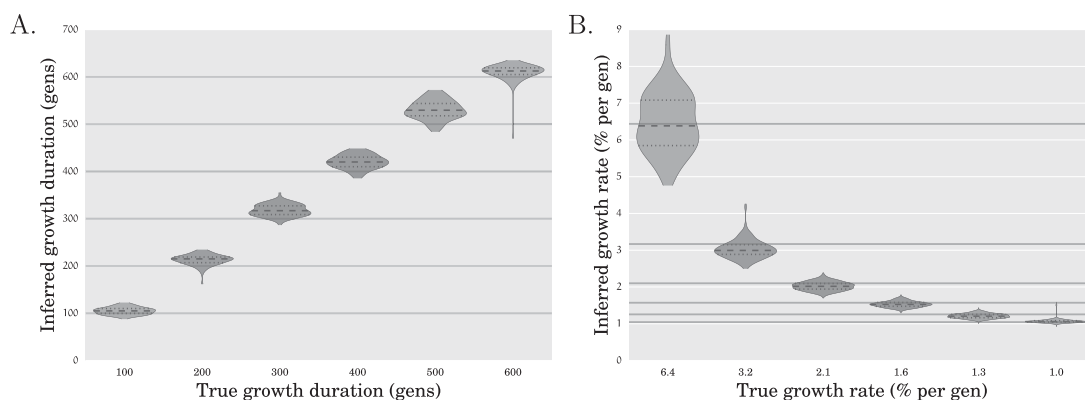 A.
Inferred growth duration (gens)
700
600
500
400
300
200
100
0
100 200 300 400 500 600
True growth duration (gens)
B.
Inferred growth rate (% per gen)
9
8
7
6
5
4
3
2
1
0
6.4 3.2 2.1 1.6 1.3 1.0
True growth rate (% per gen)